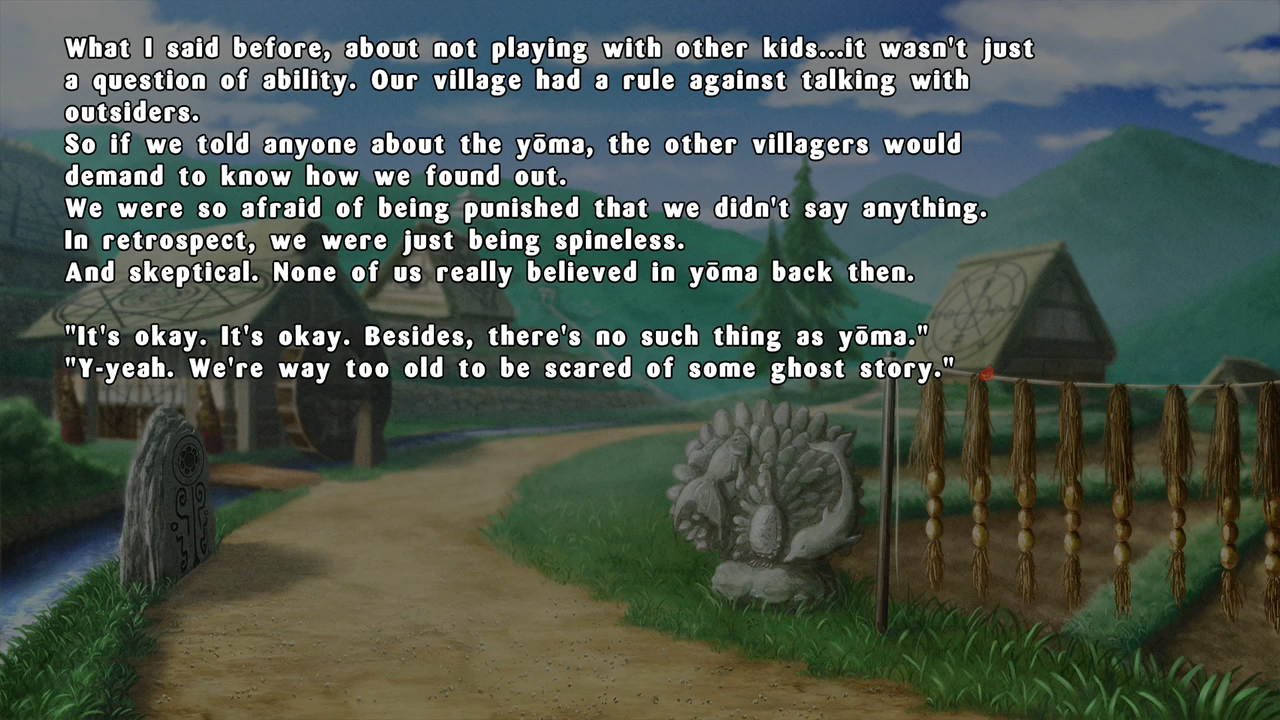 What I said before, about not playing with other kids...it wasn't just
a question of ability. Our village had a rule against talking with
outsiders.
So if we told anyone about the yōma, the other villagers would
demand to know how we found out.
We were so afraid of being punished that we didn't say anything.
In retrospect, we were just being spineless.
And skeptical. None of us really believed in yōma back then.
"It's okay. It's okay. Besides, there's no such thing as yōma."
"Y-yeah. We're way too old to be scared of some ghost story."